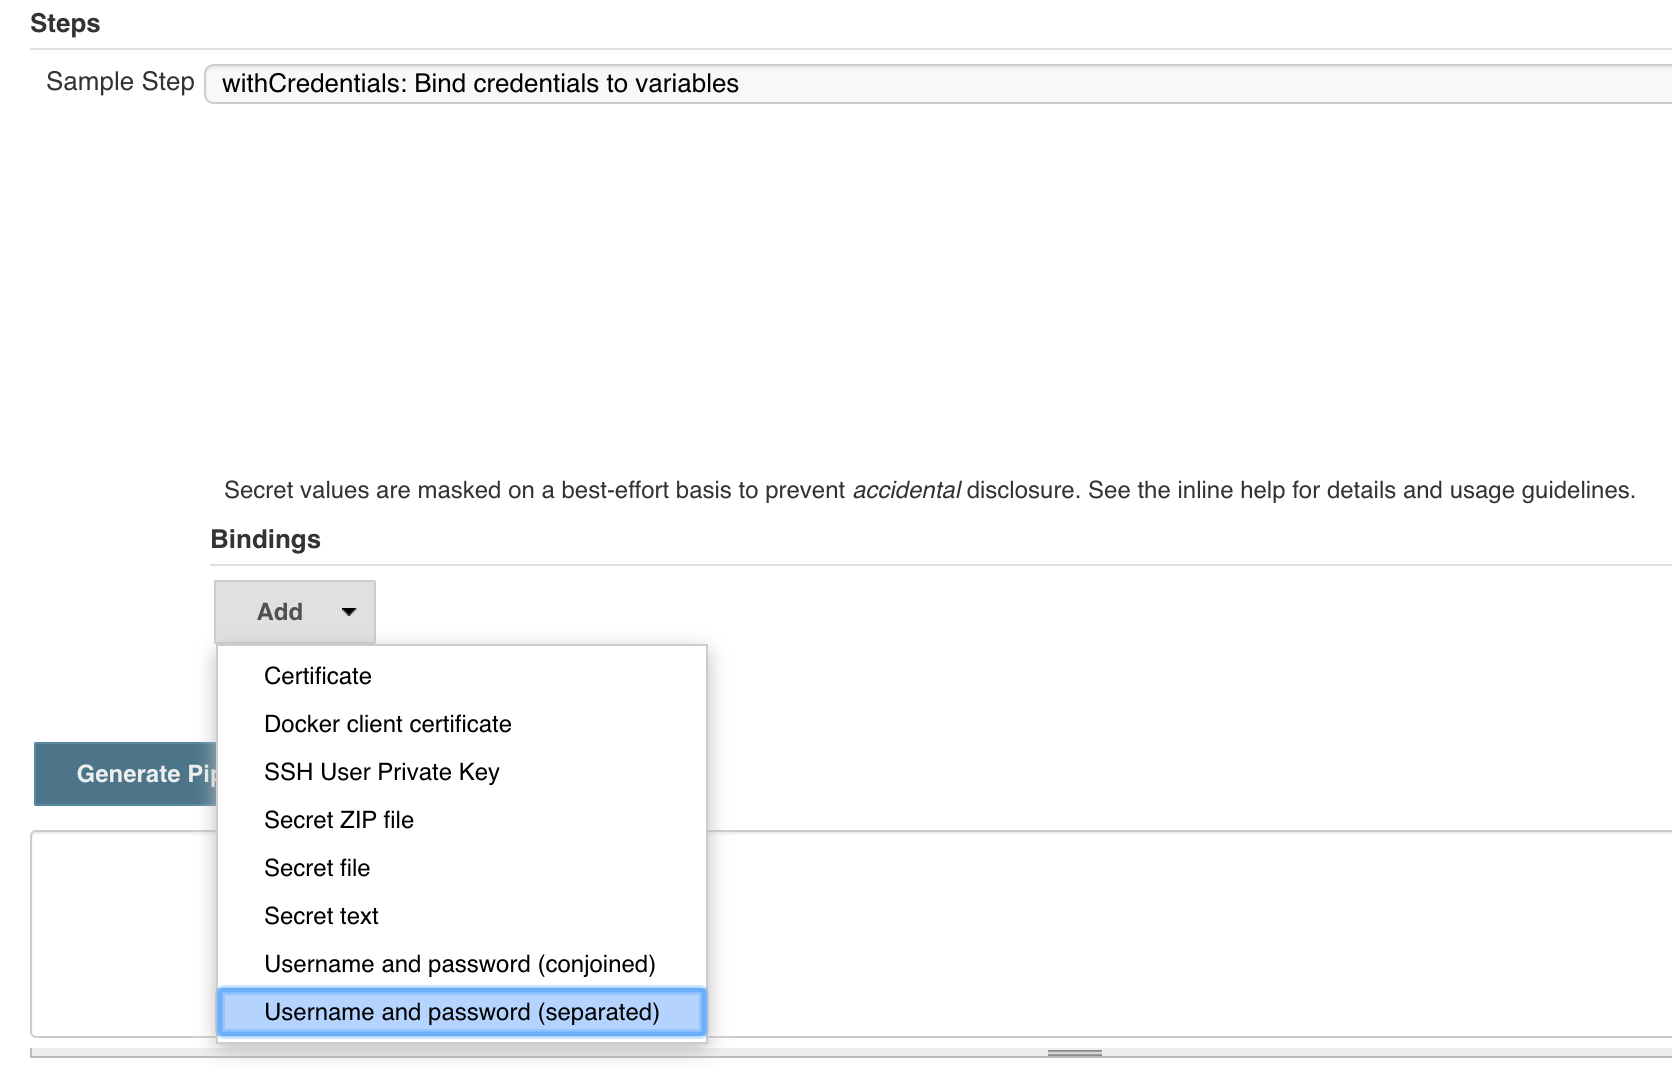 Steps
Sample Step
withCredentials: Bind credentials to variables
Secret values are masked on a best-effort basis to prevent accidental disclosure. See the inline help for details and usage guidelines.
Bindings
Add
Certificate
Docker client certificate
SSH User Private Key
Generate Pip
Secret ZIP file
Secret file
Secret text
Username and password (conjoined)
Username and password (separated)